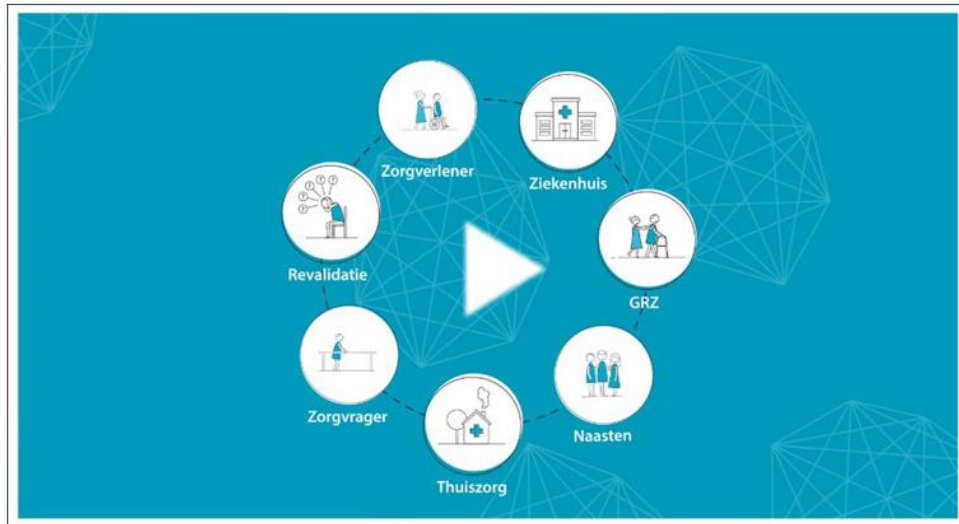 Zorgverlener
Ziekenhuis
Revalidatie
GRZ
Zorgvrager
Naasten
Thuiszorg